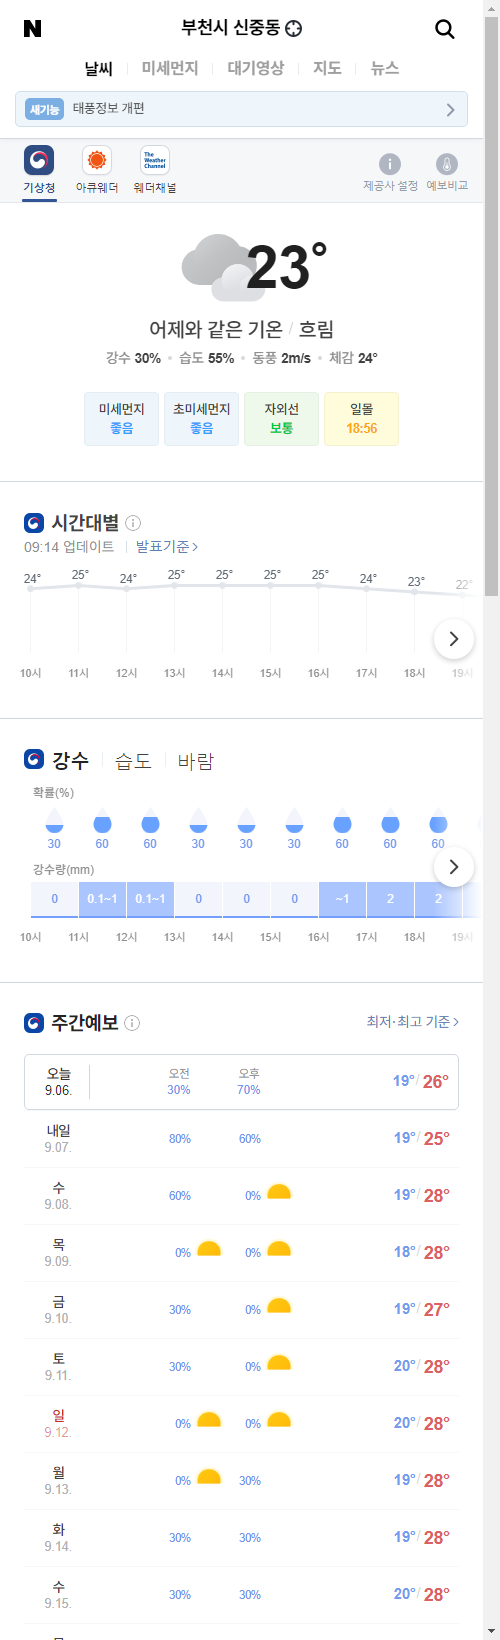 N 부천시 신중동
날씨 미세먼지 대기영상 지도 뉴스
새기능 태풍정보 개편
The Weather Channel
기상청 아큐웨더 웨더채널 제공사 설정 예보비교
23°
어제와 같은 기온 / 흐림
강수 30% • 습도 55% • 동풍 2m/s • 체감 24°
미세먼지 초미세먼지 자외선 일몰
좋음 좋음 보통 18:56
시간대별
09:14 업데이트 발표기준
24° 25° 24° 25° 25° 25° 25° 24° 23° 22°
10시 11시 12시 13시 14시 15시 16시 17시 18시 19시
강수 습도 바람
확률(%)
30 60 60 30 30 30 60 60 60
강수량(mm)
0 0.1~1 0.1~1 0 0 0 ~1 2 2
10시 11시 12시 13시 14시 15시 16시 17시 18시 19시
주간예보 최저·최고 기준
오늘 오전 오후
9.06. 30% 70% 19°/ 26°
내일
9.07. 80% 60% 19°/ 25°
수
9.08. 60% 0% 19°/ 28°
목
9.09. 0% 0% 18°/ 28°
금
9.10. 30% 0% 19°/ 27°
토
9.11. 30% 0% 20°/ 28°
일
9.12. 0% 0% 20°/ 28°
월
9.13. 0% 30% 19°/ 28°
화
9.14. 30% 30% 19°/ 28°
수
9.15. 30% 30% 20°/ 28°